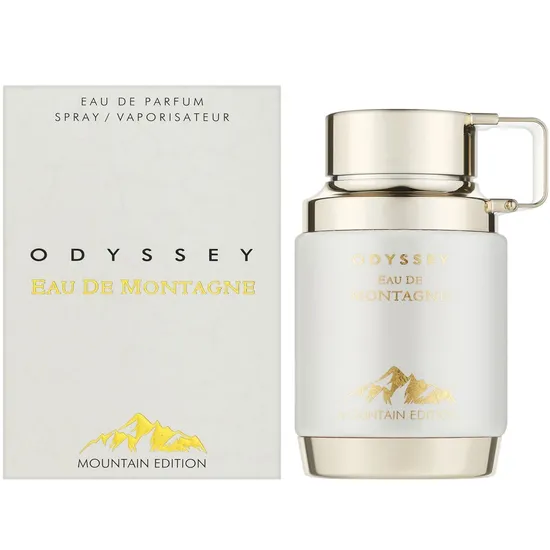 EAU DE PARFUM
SPRAY / VAPORISATEUR
ODYSSEY
EAU DE MONTAGNE
MOUNTAIN EDITION
ODYSSEY
EAU DE
MONTAGNE
MOUNTAIN EDITION